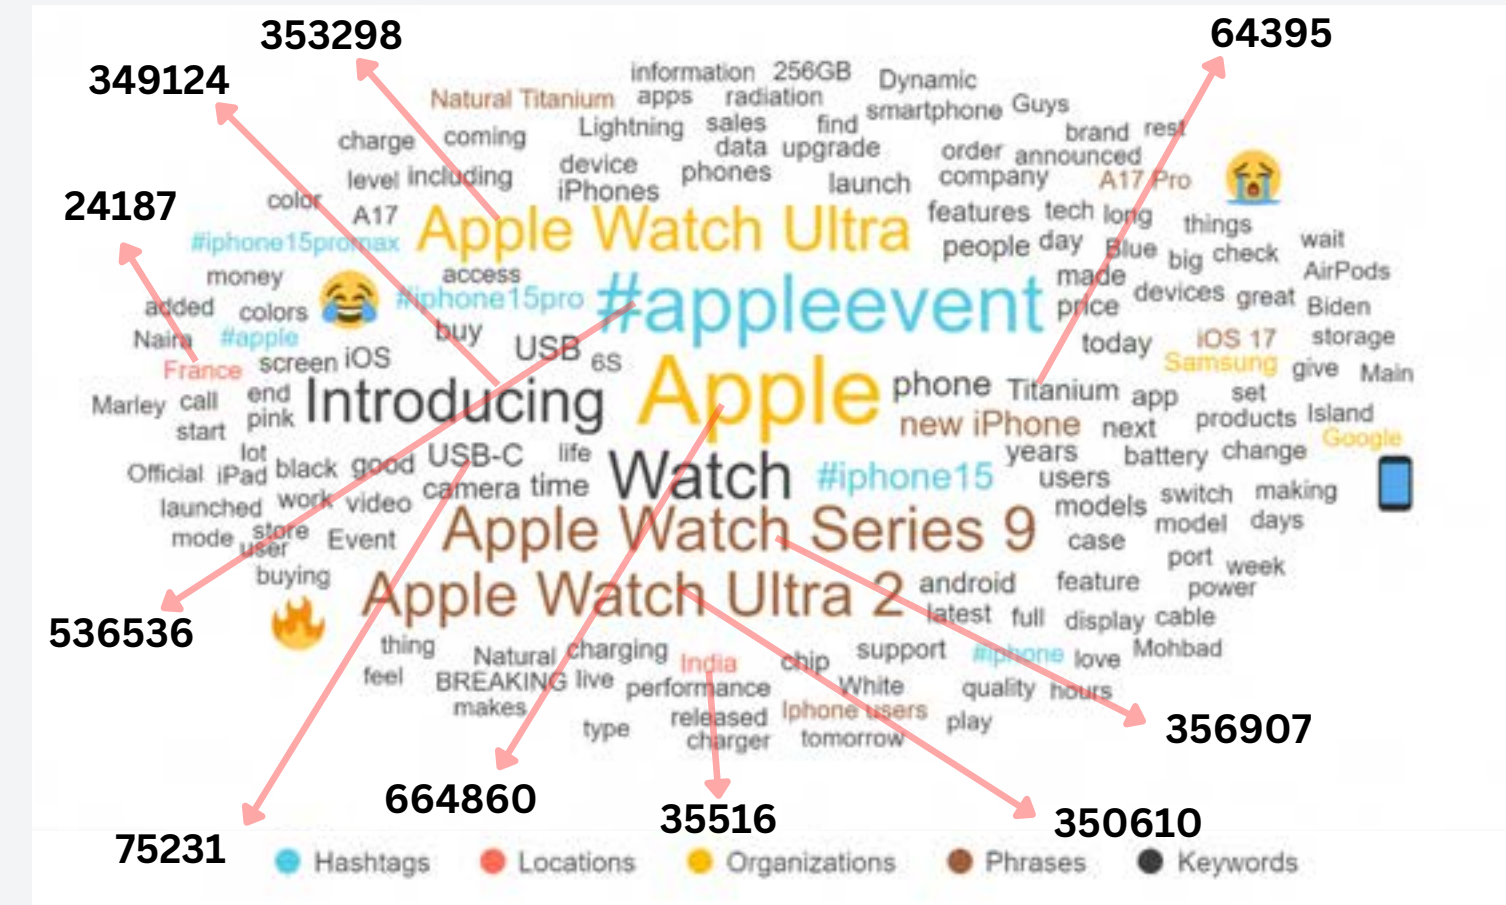 353298
64395
349124
information 256GB Dynamic
Natural Titanium apps radiation smartphone Guys
charge coming Lightning sales find brand rest
data upgrade order announced
level including device phones launch company A17 Pro
iPhones
24187
color A17 Apple Watch Ultra features tech long things
#iphone15promax people day Blue big check wait
money access made AirPods
#iphone15pro #appleevent devices great
added colors price Biden
Naira #apple buy USB 6S today iOS 17 storage
France screen iOS Samsung give Main
Marley call end Introducing Apple phone Titanium app set
pink new iPhone next products Island
start Google
lot USB-C life years battery change
Official iPad black good Watch #iphone15 users
launched work video camera time models switch making
mode store Event Apple Watch Series 9 case model days
user port week
buying Apple Watch Ultra 2 android feature power
latest full display cable
536536
thing Natural charging India chip support #iphone love Mohbad
feel BREAKING live performance White quality hours
makes released Iphone users play
type charger tomorrow
356907
664860
35516
350610
75231
Hashtags Locations Organizations Phrases Keywords